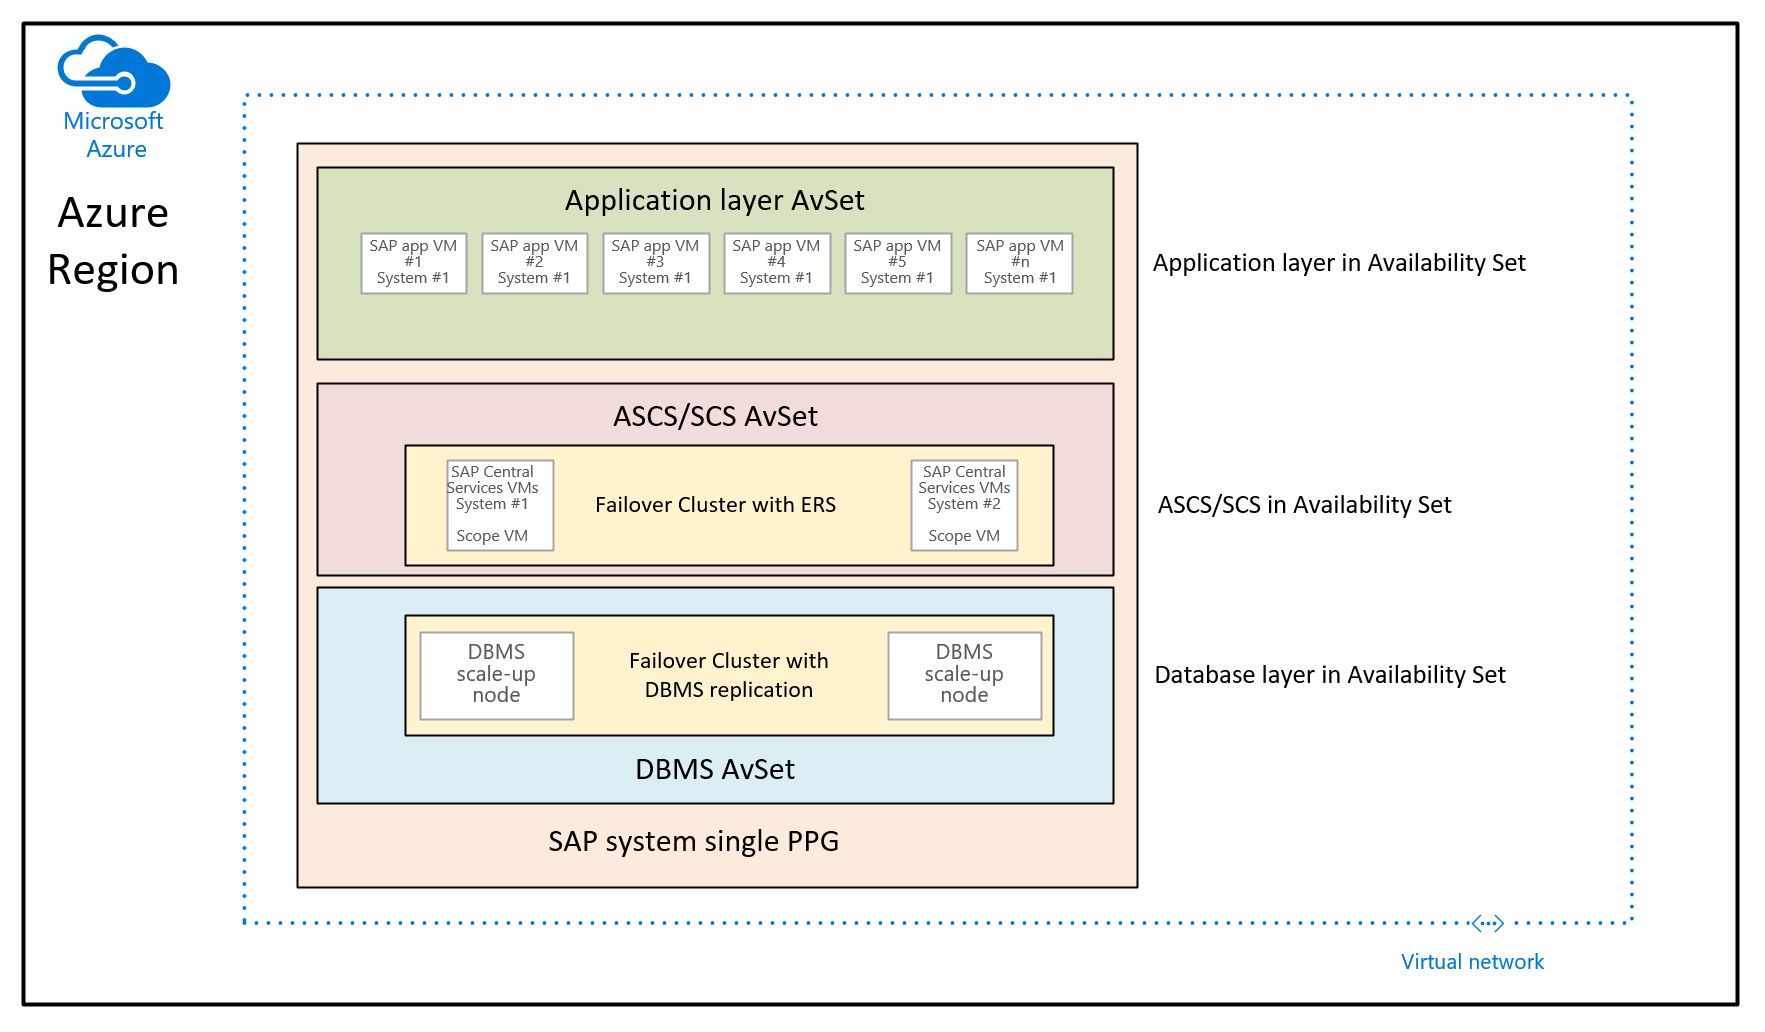 Microsoft
Azure
Azure
Region
Application layer AvSet
SAP app VM
#1
System #1
SAP app VM
#2
System #1
SAP app VM
#3
System #1
SAP app VM
#4
System #1
SAP app VM
#5
System #1
SAP app VM
#n
System #1
Application layer in Availability Set
ASCS/SCS AvSet
SAP Central
Services VMs
System #1
Scope VM
Failover Cluster with ERS
SAP Central
Services VMs
System #2
Scope VM
ASCS/SCS in Availability Set
DBMS
scale-up
node
Failover Cluster with
DBMS replication
DBMS
scale-up
node
Database layer in Availability Set
DBMS AvSet
SAP system single PPG
Virtual network